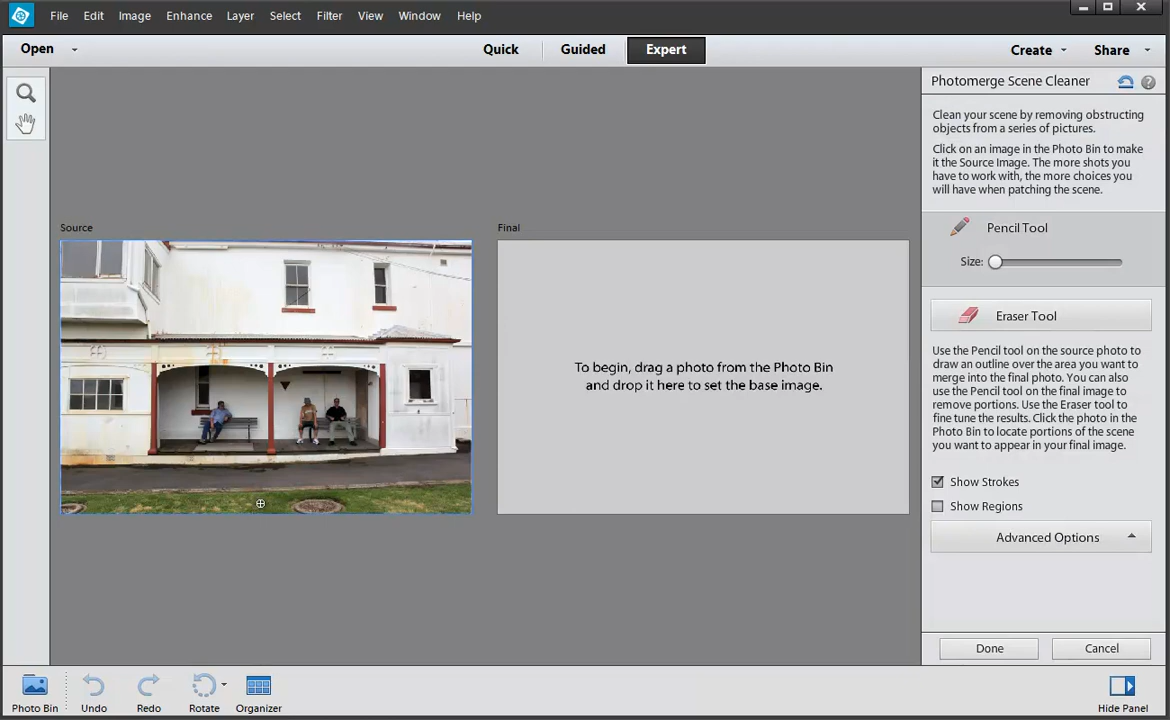 File Edit Image Enhance Layer Select Filter View Window Help
Open Quick Guided Expert Create Share
Photomerge Scene Cleaner
Clean your scene by removing obstructing
objects from a series of pictures.
Click on an image in the Photo Bin to make
it the Source Image. The more shots you
have to work with, the more choices you
will have when patching the scene.
Source
Final
To begin, drag a photo from the Photo Bin
and drop it here to set the base image.
Pencil Tool
Size:
Eraser Tool
Use the Pencil tool on the source photo to
draw an outline over the area you want to
merge into the final photo. You can also
use the Pencil tool on the final image to
remove portions. Use the Eraser tool to
fine tune the results. Click the photo in the
Photo Bin to locate portions of the scene
you want to appear in your final image.
Show Strokes
Show Regions
Advanced Options
Done Cancel
Photo Bin Undo Redo Rotate Organizer Hide Panel